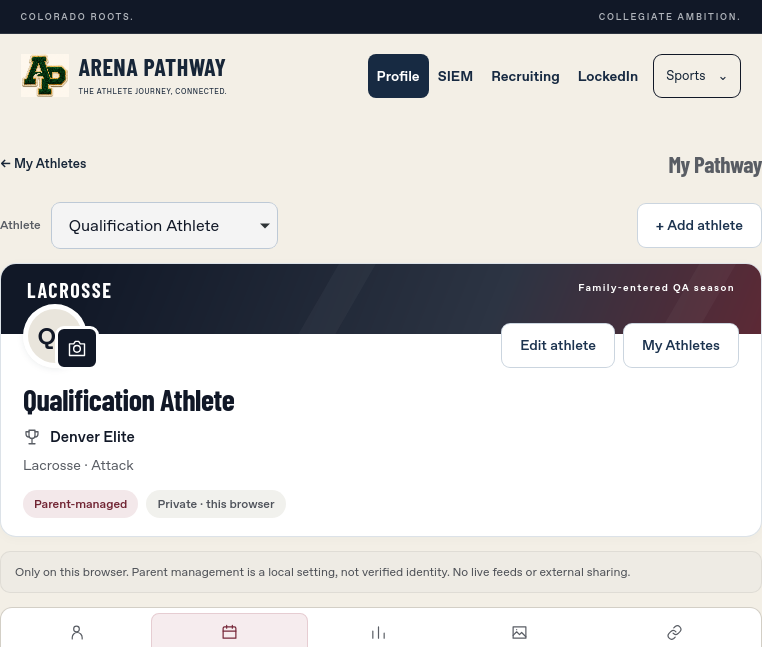 COLORADO ROOTS.
COLLEGIATE AMBITION.
AP
ARENA PATHWAY
THE ATHLETE JOURNEY, CONNECTED.
Profile
SIEM
Recruiting
LockedIn
Sports
← My Athletes
My Pathway
Athlete
Qualification Athlete
+ Add athlete
LACROSSE
Family-entered QA season
Q
Edit athlete
My Athletes
Qualification Athlete
Denver Elite
Lacrosse · Attack
Parent-managed
Private · this browser
Only on this browser. Parent management is a local setting, not verified identity. No live feeds or external sharing.